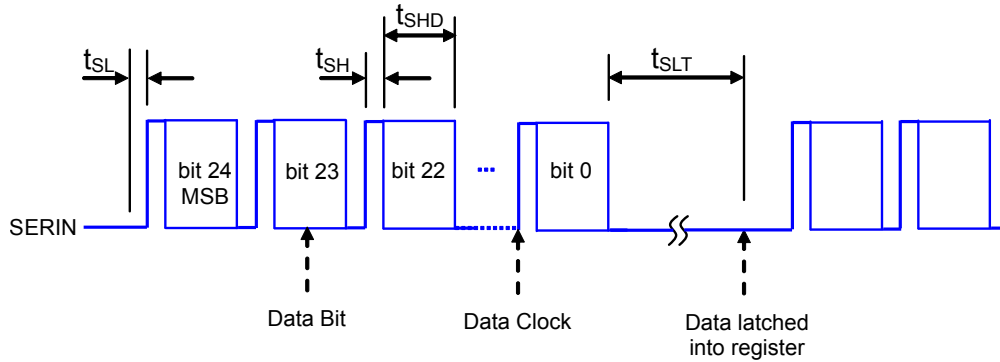 tSHD
tSL
tSH
tSLT
bit 24
MSB
bit 23
bit 22
...
bit 0
SERIN
Data Bit
Data Clock
Data latched
into register